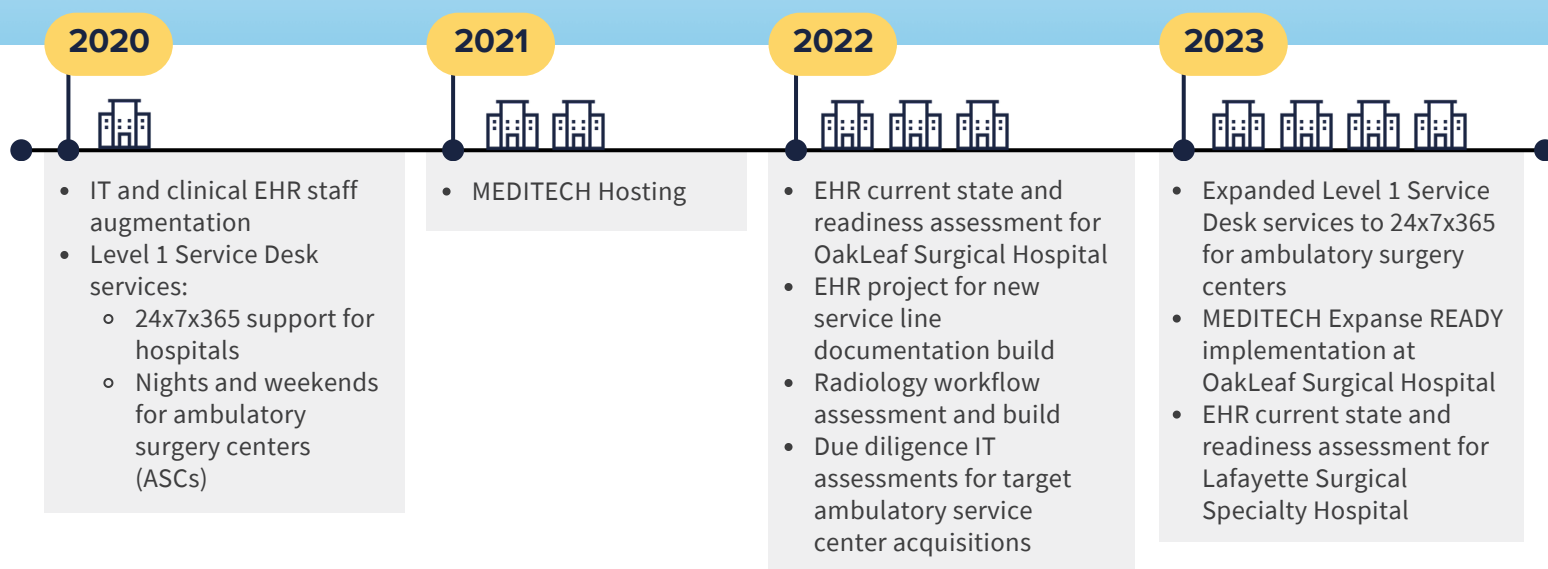 2020
• IT and clinical EHR staff
augmentation
• Level 1 Service Desk
services:
◦ 24x7x365 support for
hospitals
◦ Nights and weekends
for ambulatory
surgery centers
(ASCs)
2021
• MEDITECH Hosting
2022
• EHR current state and
readiness assessment for
OakLeaf Surgical Hospital
• EHR project for new
service line
documentation build
• Radiology workflow
assessment and build
• Due diligence IT
assessments for target
ambulatory service
center acquisitions
2023
• Expanded Level 1 Service
Desk services to 24x7x365
for ambulatory surgery
centers
• MEDITECH Expanse READY
implementation at
OakLeaf Surgical Hospital
• EHR current state and
readiness assessment for
Lafayette Surgical
Specialty Hospital